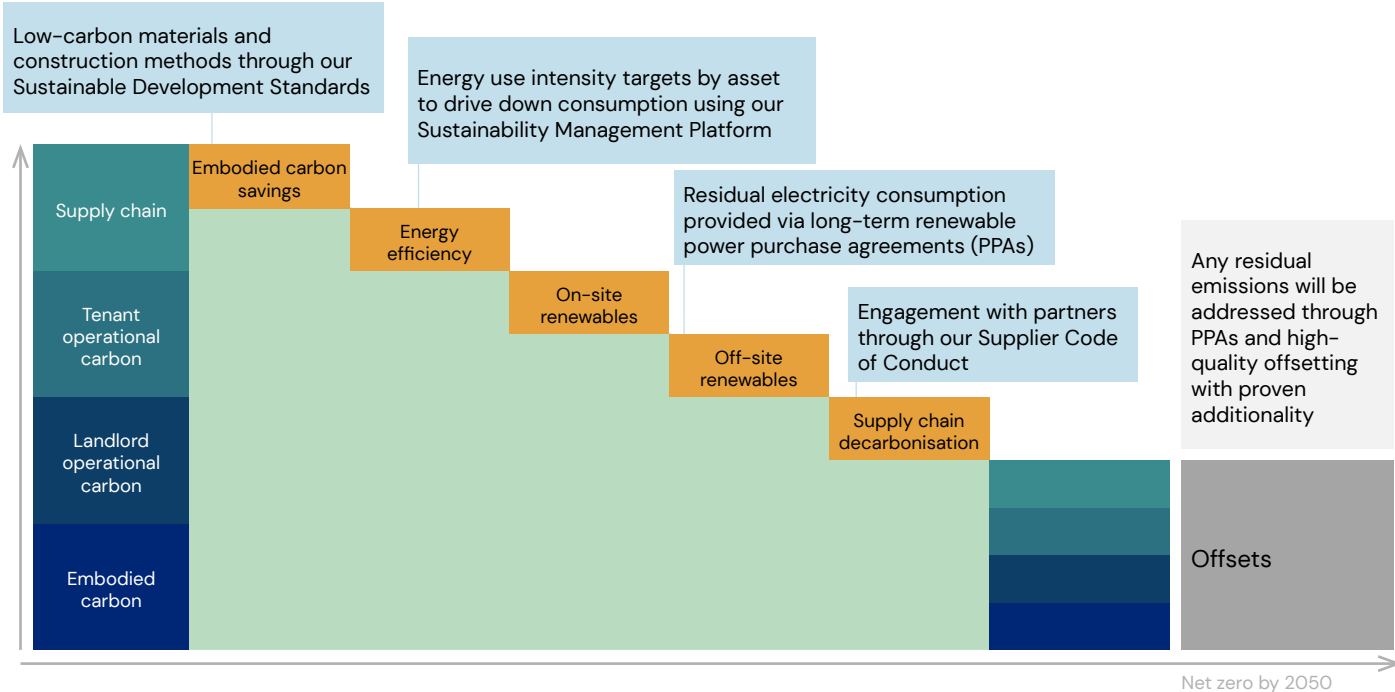 Low-carbon materials and
construction methods through our
Sustainable Development Standards
Energy use intensity targets by asset
to drive down consumption using our
Sustainability Management Platform
Residual electricity consumption
provided via long-term renewable
power purchase agreements (PPAs)
Engagement with partners
through our Supplier Code
of Conduct
Any residual
emissions will be
addressed through
PPAs and high-
quality offsetting
with proven
additionality
Supply chain
Tenant
operational
carbon
Landlord
operational
carbon
Embodied
carbon
Embodied carbon
savings
Energy
efficiency
On-site
renewables
Off-site
renewables
Supply chain
decarbonisation
Offsets
Net zero by 2050